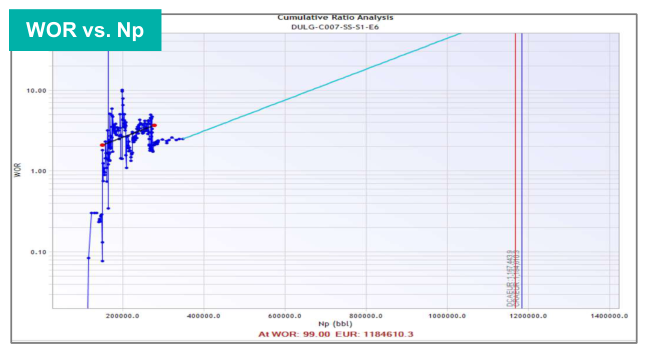 WOR vs. Np
Cumulative Ratio Analysis
DULG-C007-SS-S1-E6
10.00
1.00
0.10
WOR
200000.0
400000.0
600000.0
800000.0
1000000.0
1200000.0
1400000.0
Np (bbl)
At WOR: 99.00 EUR: 1184610.3